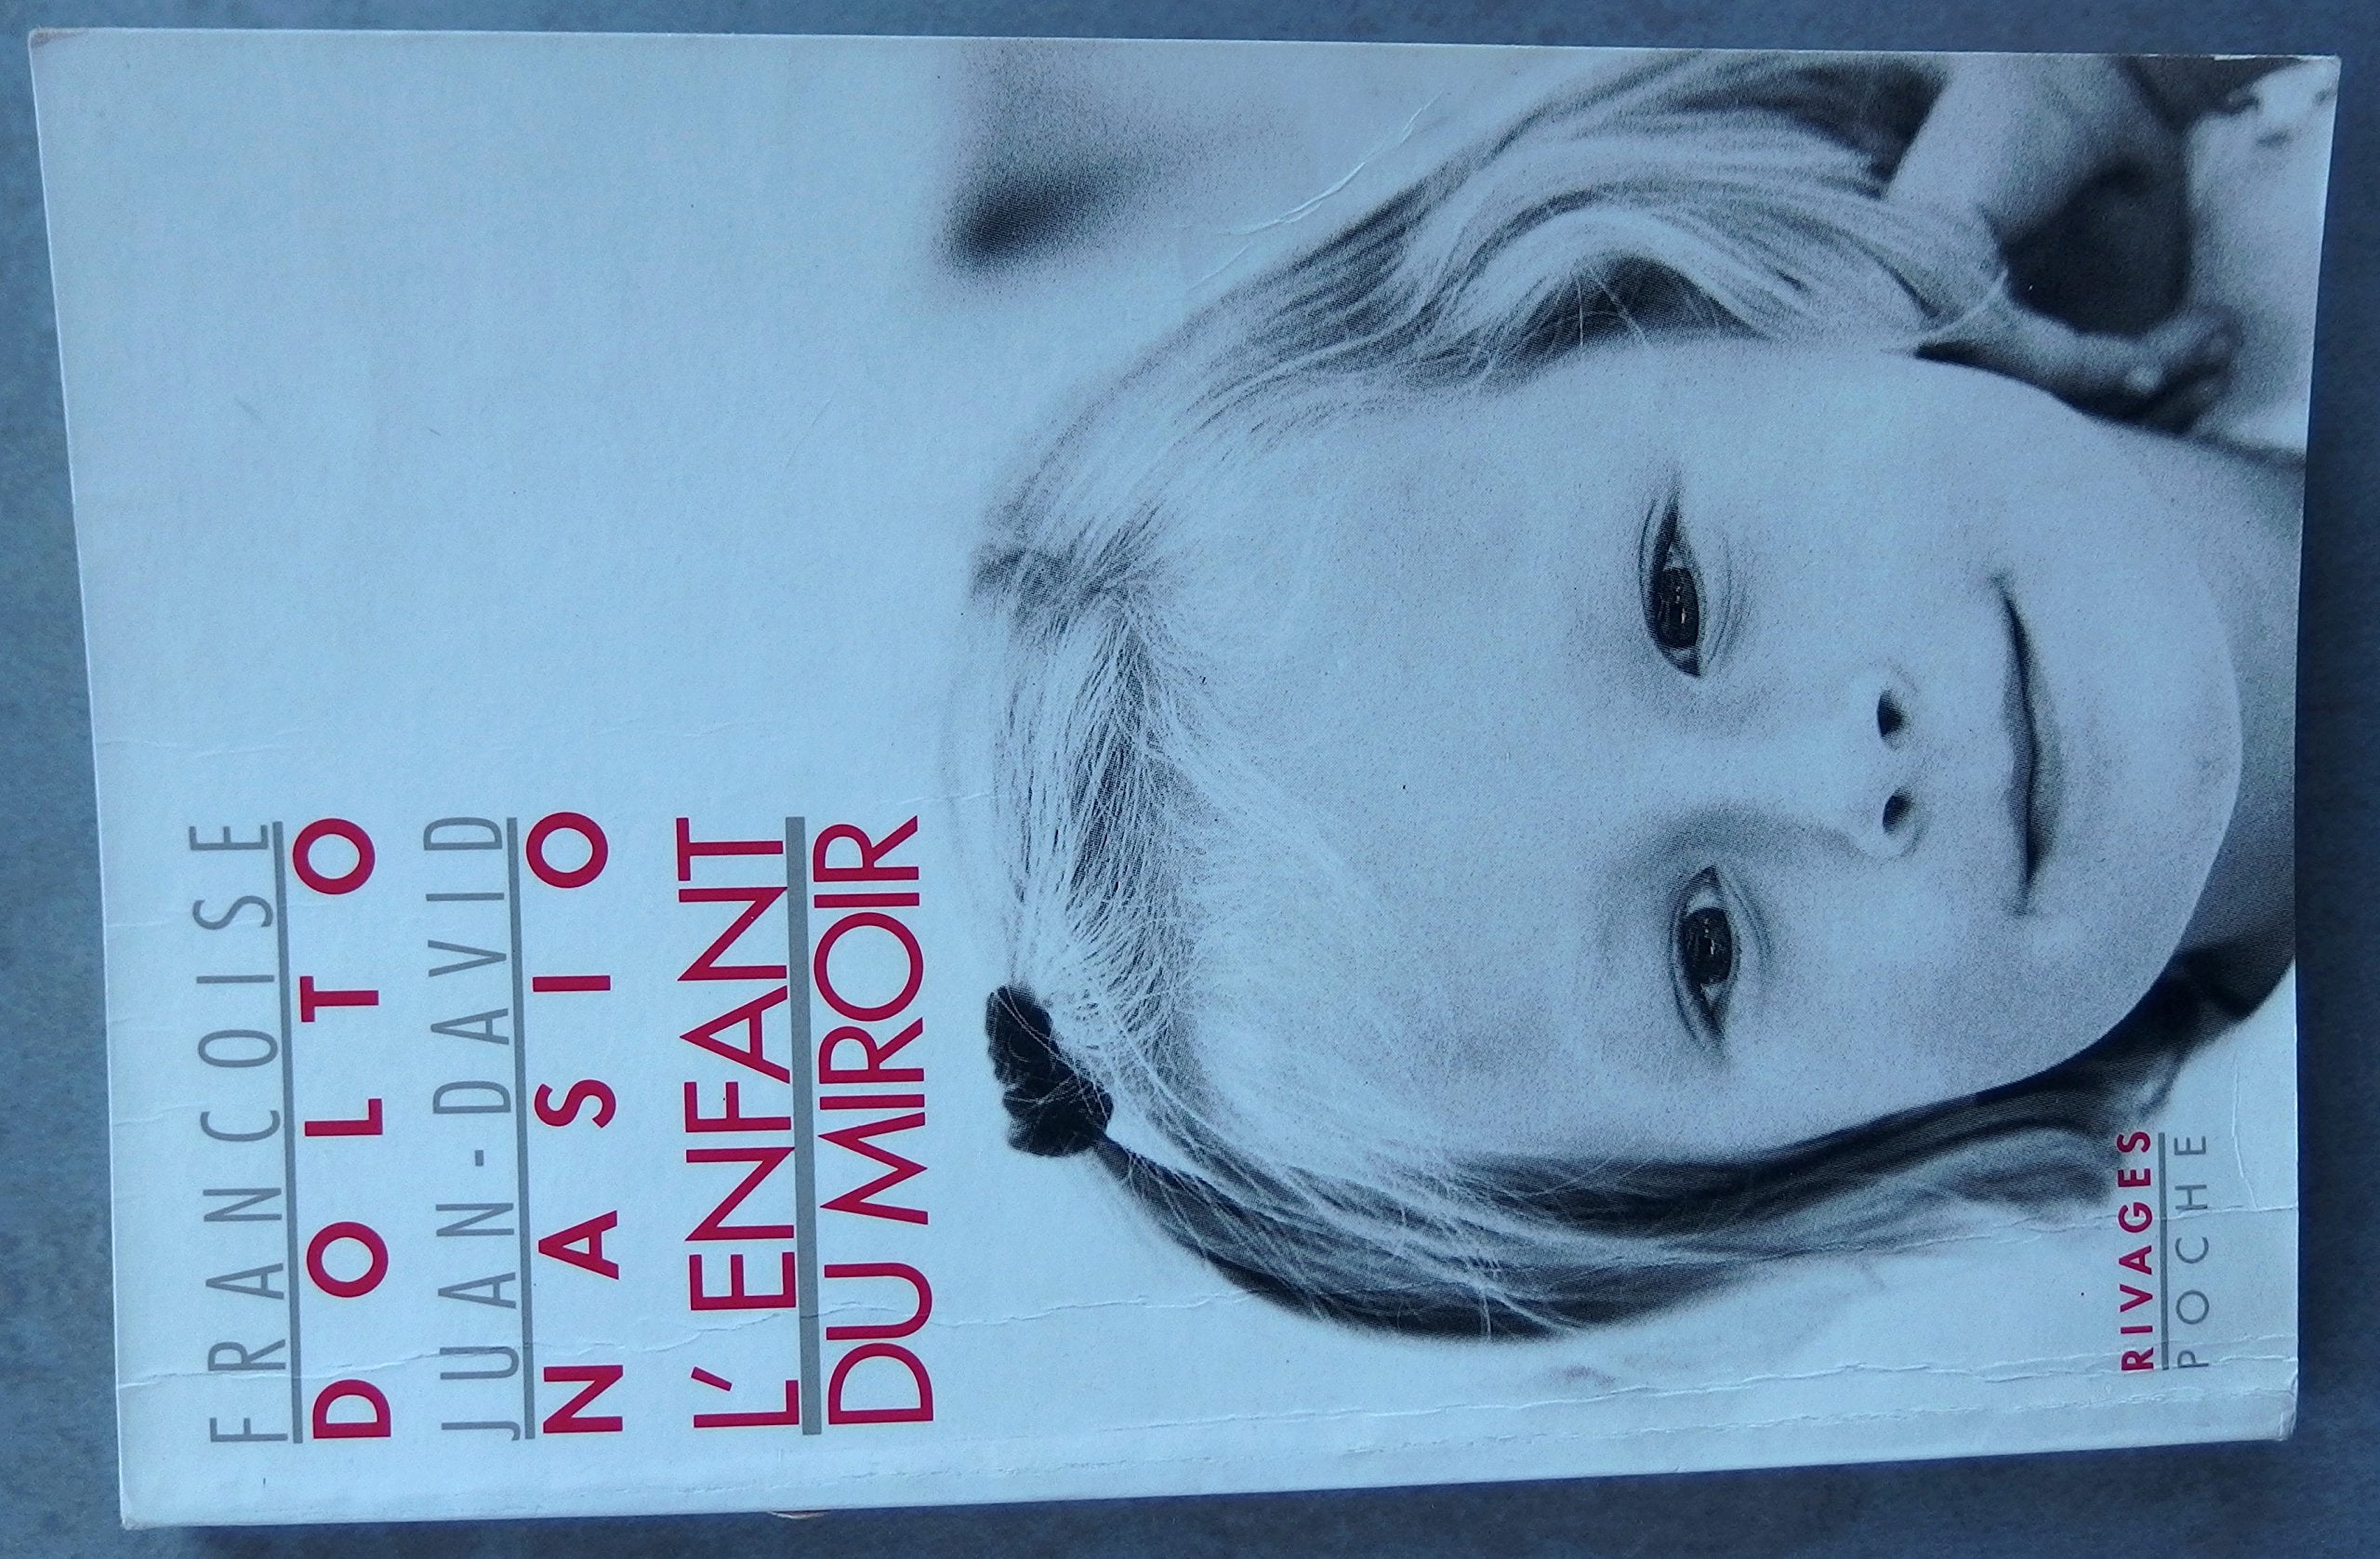 FRANCOISE
DOLTO
JUAN-DAVID
NASIO
L'ENFANT
DU MIROIR
RIVAGES
POCHE